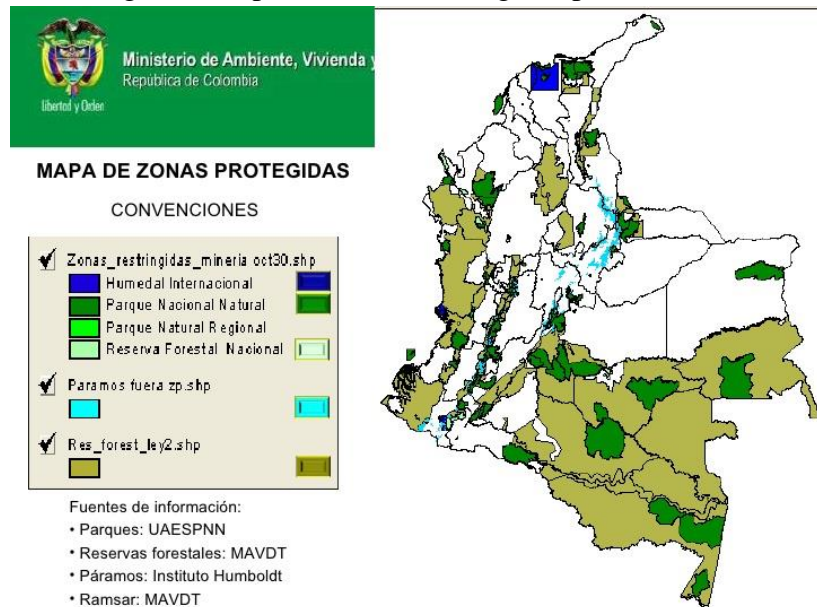 Ministerio de Ambiente, Vivienda y
República de Colombia
Libertad y Orden
MAPA DE ZONAS PROTEGIDAS
CONVENCIONES
Zonas_restringidas_mineria oct30.shp
Humedal Internacional
Parque Nacional Natural
Parque Natural Regional
Reserva Forestal Nacional
Paramos fuera zp.shp
Res_forest_ley2.shp
Fuentes de información:
• Parques: UAESPNN
• Reservas forestales: MAVDT
• Páramos: Instituto Humboldt
• Ramsar: MAVDT